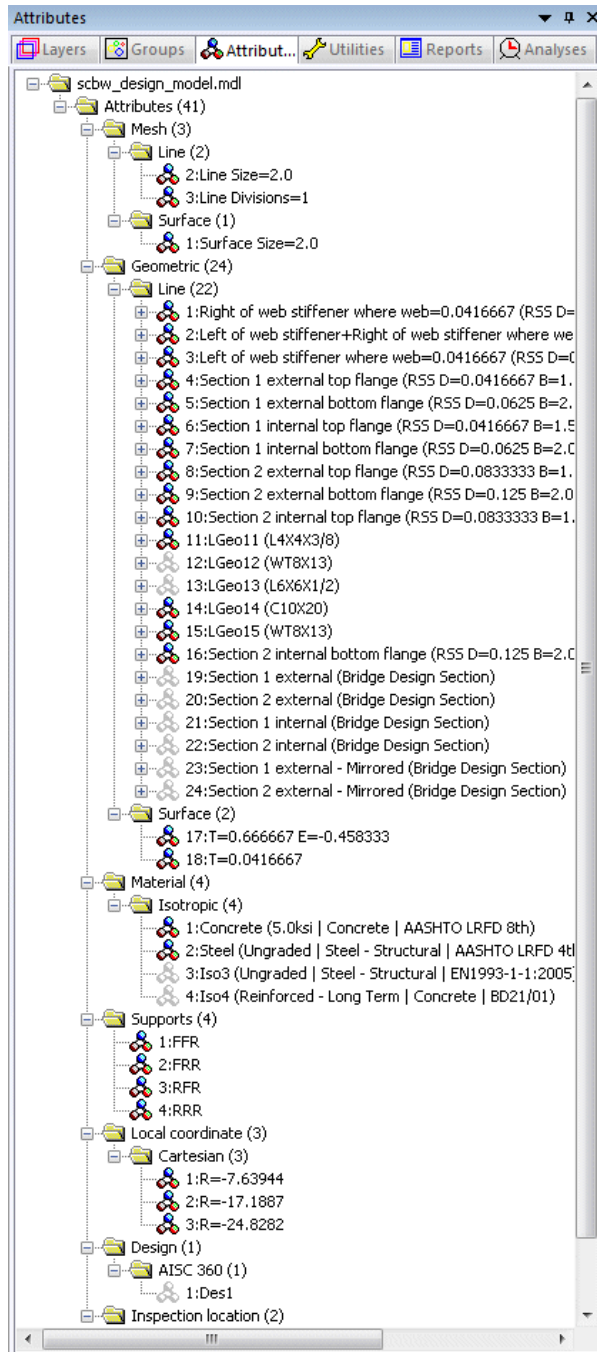 Attributes
Layers Groups Attribut... Utilities Reports Analyses
scbw_design_model.mdl
Attributes (41)
Mesh (3)
Line (2)
2:Line Size=2.0
3:Line Divisions=1
Surface (1)
1:Surface Size=2.0
Geometric (24)
Line (22)
1:Right of web stiffener where web=0.0416667 (RSS D=
2:Left of web stiffener+Right of web stiffener where we
3:Left of web stiffener where web=0.0416667 (RSS D=0
4:Section 1 external top flange (RSS D=0.0416667 B=1.
5:Section 1 external bottom flange (RSS D=0.0625 B=2.
6:Section 1 internal top flange (RSS D=0.0416667 B=1.5
7:Section 1 internal bottom flange (RSS D=0.0625 B=2.0
8:Section 2 external top flange (RSS D=0.0833333 B=1.
9:Section 2 external bottom flange (RSS D=0.125 B=2.0
10:Section 2 internal top flange (RSS D=0.0833333 B=1.
11:LGeo11 (L4X4X3/8)
12:LGeo12 (WT8X13)
13:LGeo13 (L6X6X1/2)
14:LGeo14 (C10X20)
15:LGeo15 (WT8X13)
16:Section 2 internal bottom flange (RSS D=0.125 B=2.0
19:Section 1 external (Bridge Design Section)
20:Section 2 external (Bridge Design Section)
21:Section 1 internal (Bridge Design Section)
22:Section 2 internal (Bridge Design Section)
23:Section 1 external - Mirrored (Bridge Design Section)
24:Section 2 external - Mirrored (Bridge Design Section)
Surface (2)
17:T=0.666667 E=-0.458333
18:T=0.0416667
Material (4)
Isotropic (4)
1:Concrete (5.0ksi | Concrete | AASHTO LRFD 8th)
2:Steel (Ungraded | Steel - Structural | AASHTO LRFD 4th
3:Iso3 (Ungraded | Steel - Structural | EN1993-1-1:2005)
4:Iso4 (Reinforced - Long Term | Concrete | BD21/01)
Supports (4)
1:FFR
2:FRR
3:RFR
4:RRR
Local coordinate (3)
Cartesian (3)
1:R=-7.63944
2:R=-17.1887
3:R=-24.8282
Design (1)
AISC 360 (1)
1:Des1
Inspection location (2)